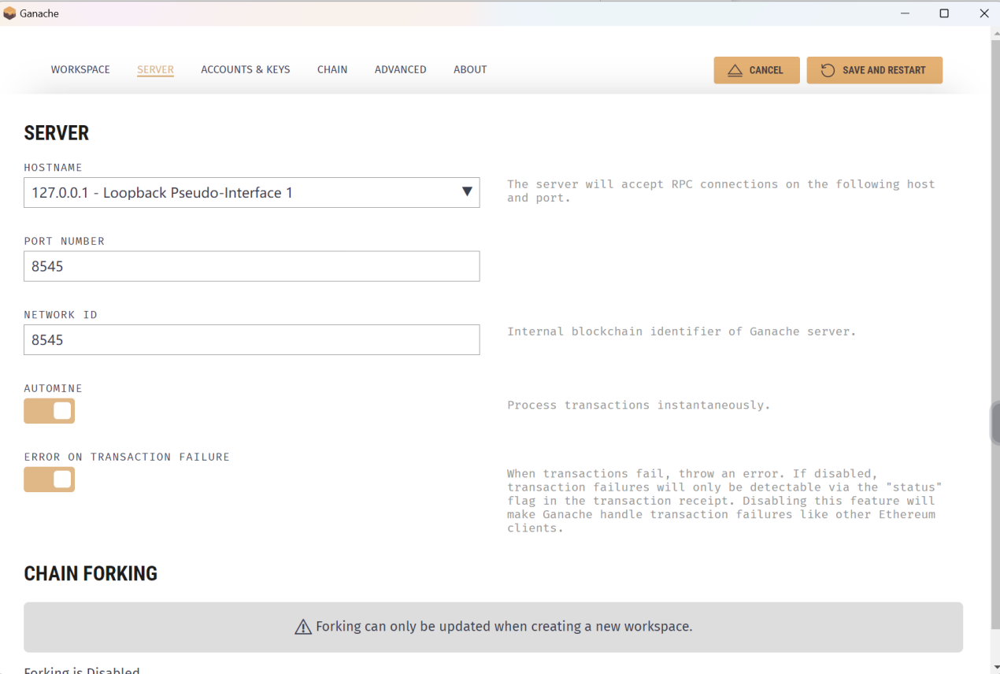 Ganache
WORKSPACE SERVER ACCOUNTS & KEYS CHAIN ADVANCED ABOUT CANCEL SAVE AND RESTART
SERVER
HOSTNAME
127.0.0.1 - Loopback Pseudo-Interface 1
The server will accept RPC connections on the following host
and port.
PORT NUMBER
8545
NETWORK ID
8545
Internal blockchain identifier of Ganache server.
AUTOMINE
Process transactions instantaneously.
ERROR ON TRANSACTION FAILURE
When transactions fail, throw an error. If disabled,
transaction failures will only be detectable via the "status"
flag in the transaction receipt. Disabling this feature will
make Ganache handle transaction failures like other Ethereum
clients.
CHAIN FORKING
Forking can only be updated when creating a new workspace.
Forking is Disabled